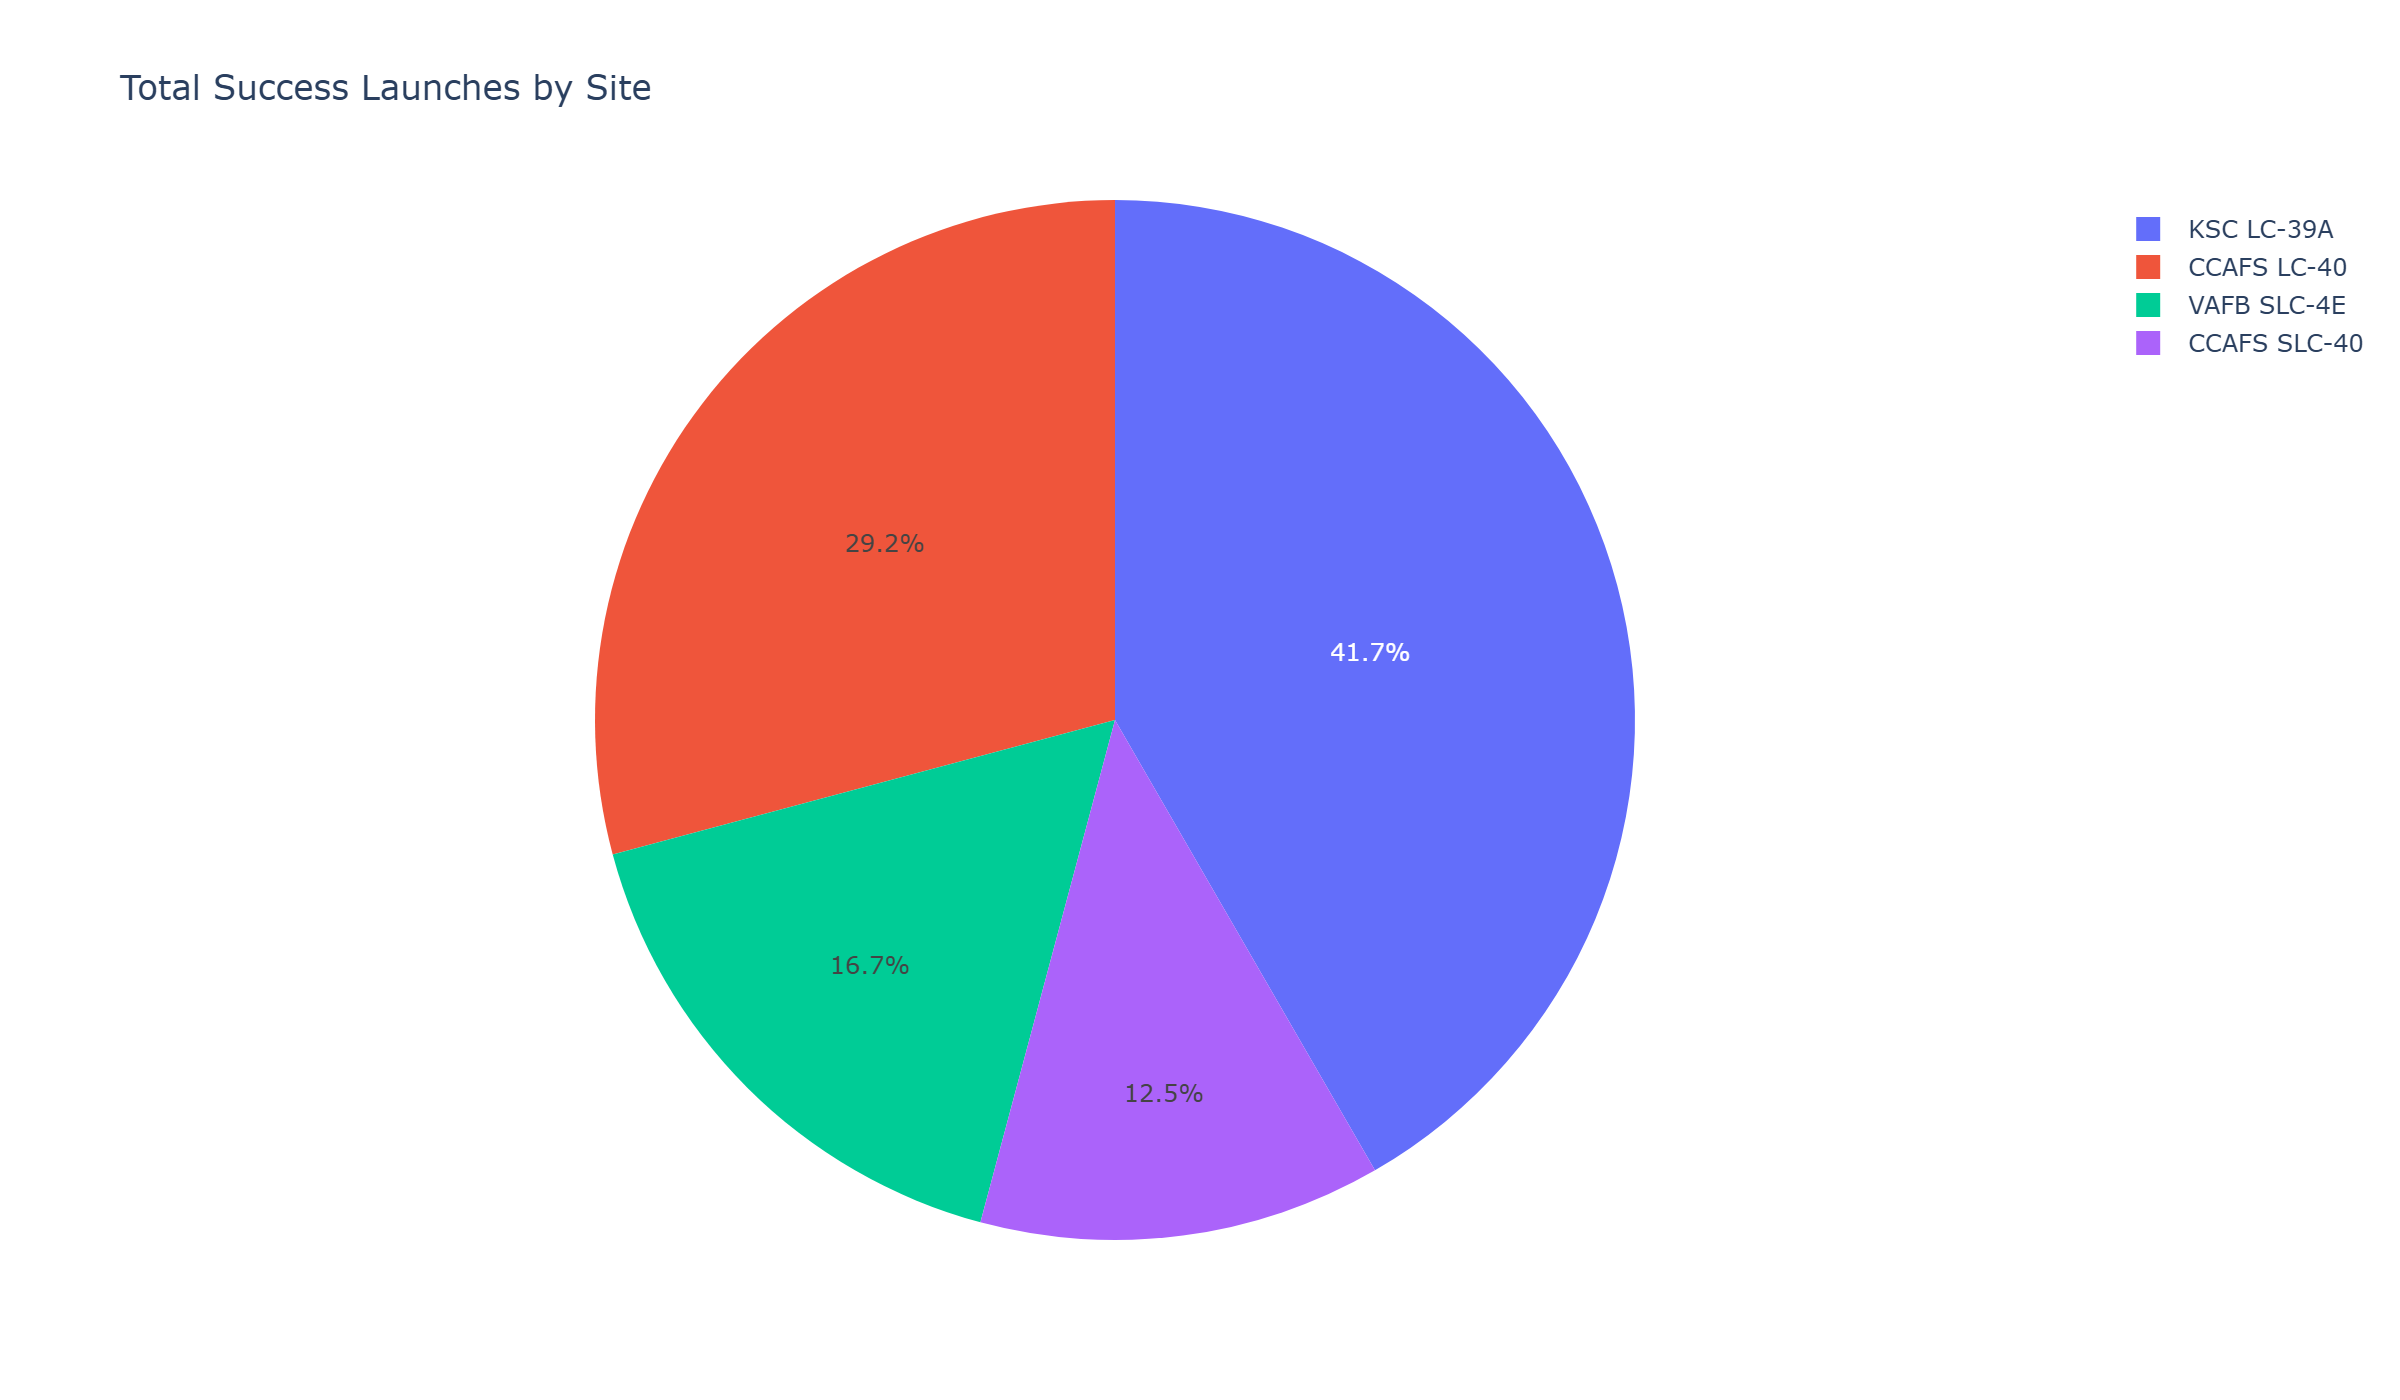 Total Success Launches by Site
KSC LC-39A
CCAFS LC-40
VAFB SLC-4E
CCAFS SLC-40
29.2%
41.7%
16.7%
12.5%